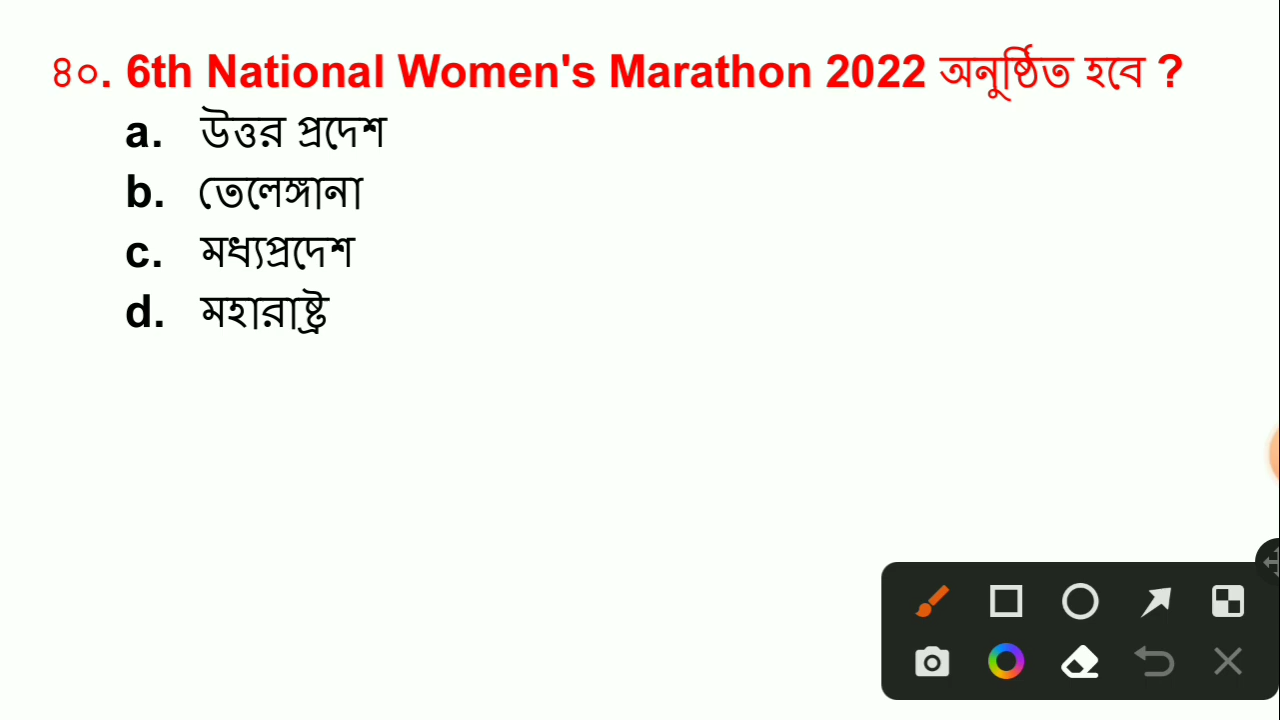 ৪০. 6th National Women's Marathon 2022 অনুষ্ঠিত হবে ?
a. উত্তর প্রদেশ
b. তেলেঙ্গানা
c. মধ্যপ্রদেশ
d. মহারাষ্ট্র